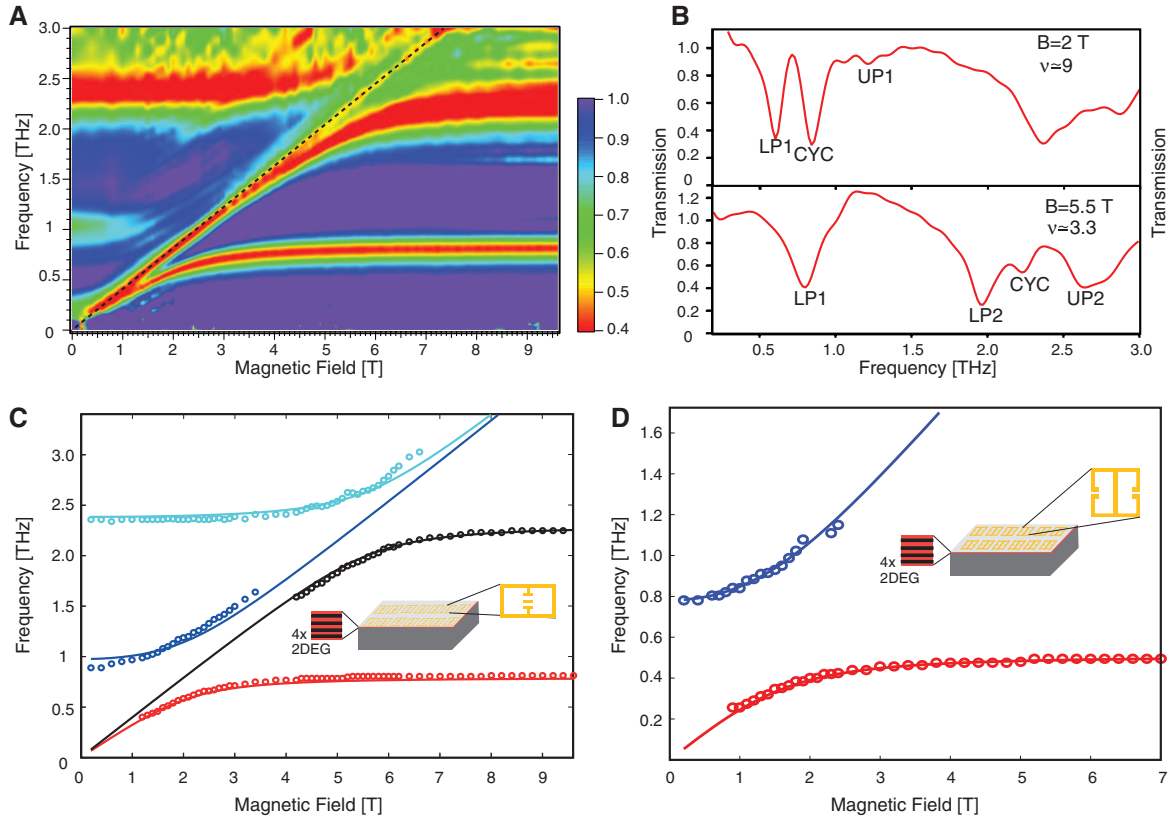 A
Frequency [THz]
3.0
2.5
2.0
1.5
1
0.5
0
0 1 2 3 4 5 6 7 8 9
Magnetic Field [T]
1.0
0.9
0.8
0.7
0.6
0.5
0.4
B
Transmission
1.0
0.8
0.6
0.4
0.2
0
B=2 T
ν≃9
UP1
LP1
CYC
Transmission
1.2
1.0
0.8
0.6
0.4
0.2
0
B=5.5 T
ν≃3.3
LP1
LP2
CYC
UP2
0.5 1.0 1.5 2.0 2.5 3.0
Frequency [THz]
Transmission
C
Frequency [THz]
3.0
2.5
2.0
1.5
1
0.5
0
4x
2DEG
0 1 2 3 4 5 6 7 8 9
Magnetic Field [T]
D
Frequency [THz]
1.6
1.4
1.2
1.0
0.8
0.6
0.4
0.2
4x
2DEG
0 1 2 3 4 5 6 7
Magnetic Field [T]